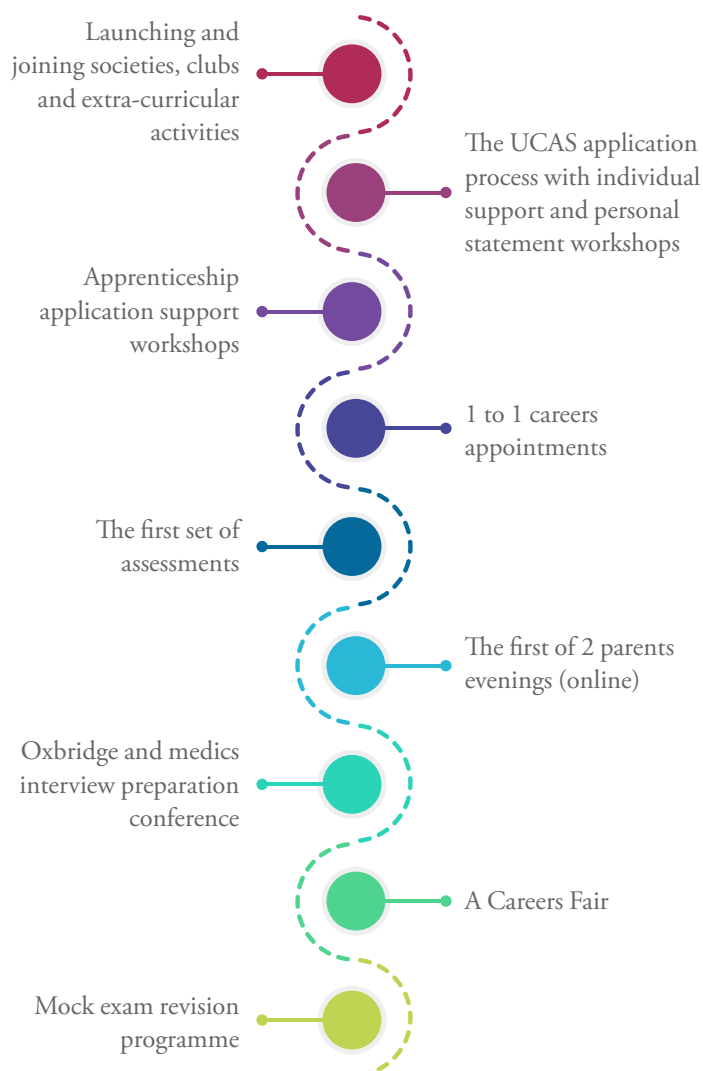 Launching and
joining societies, clubs
and extra-curricular
activities
The UCAS application
process with individual
support and personal
statement workshops
Apprenticeship
application support
workshops
1 to 1 careers
appointments
The first set of
assessments
The first of 2 parents
evenings (online)
Oxbridge and medics
interview preparation
conference
A Careers Fair
Mock exam revision
programme